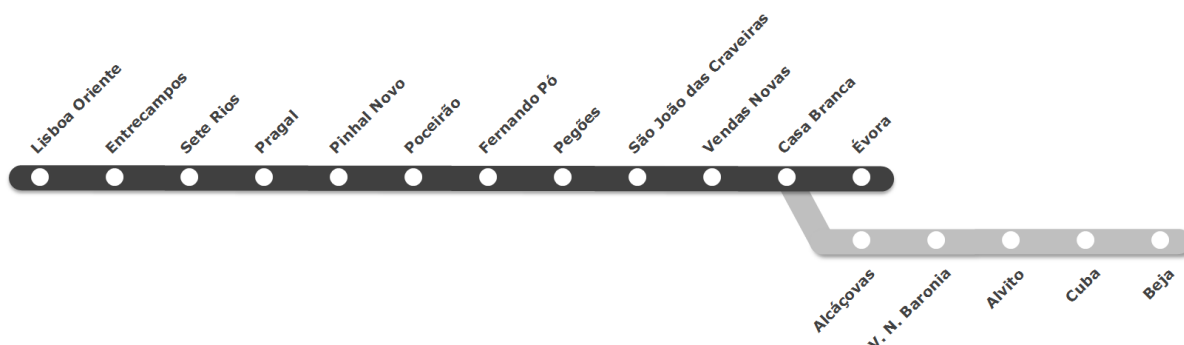 Lisboa Oriente
Entrecampos
Sete Rios
Pragal
Pinhal Novo
Poceirão
Fernando Pó
Pegões
São João das Craveiras
Vendas Novas
Casa Branca
Évora
Alcáçovas
V. N. Baronia
Alvito
Cuba
Beja